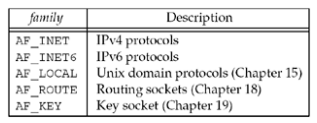 family Description
AF_INET IPv4 protocols
AF_INET6 IPv6 protocols
AF_LOCAL Unix domain protocols (Chapter 15)
AF_ROUTE Routing sockets (Chapter 18)
AF_KEY Key socket (Chapter 19)